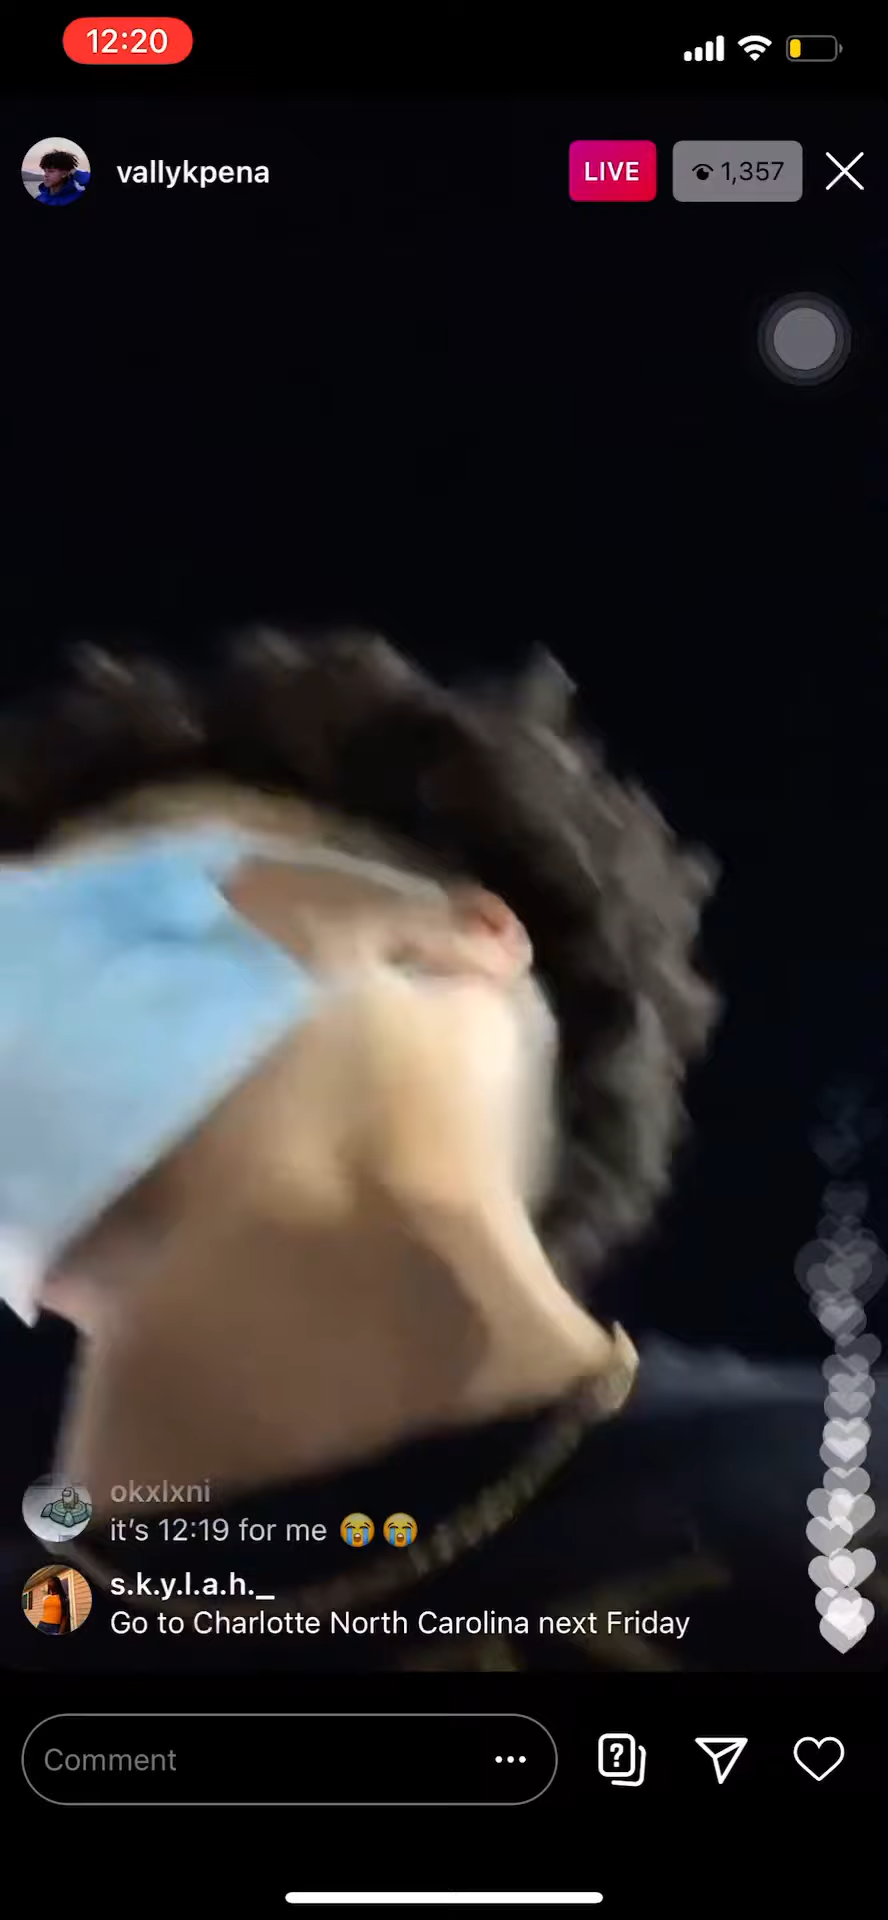 12:20
vallykpena
LIVE
1,357
okxlxni
it's 12:19 for me 😭😭
s.k.y.l.a.h._
Go to Charlotte North Carolina next Friday
Comment